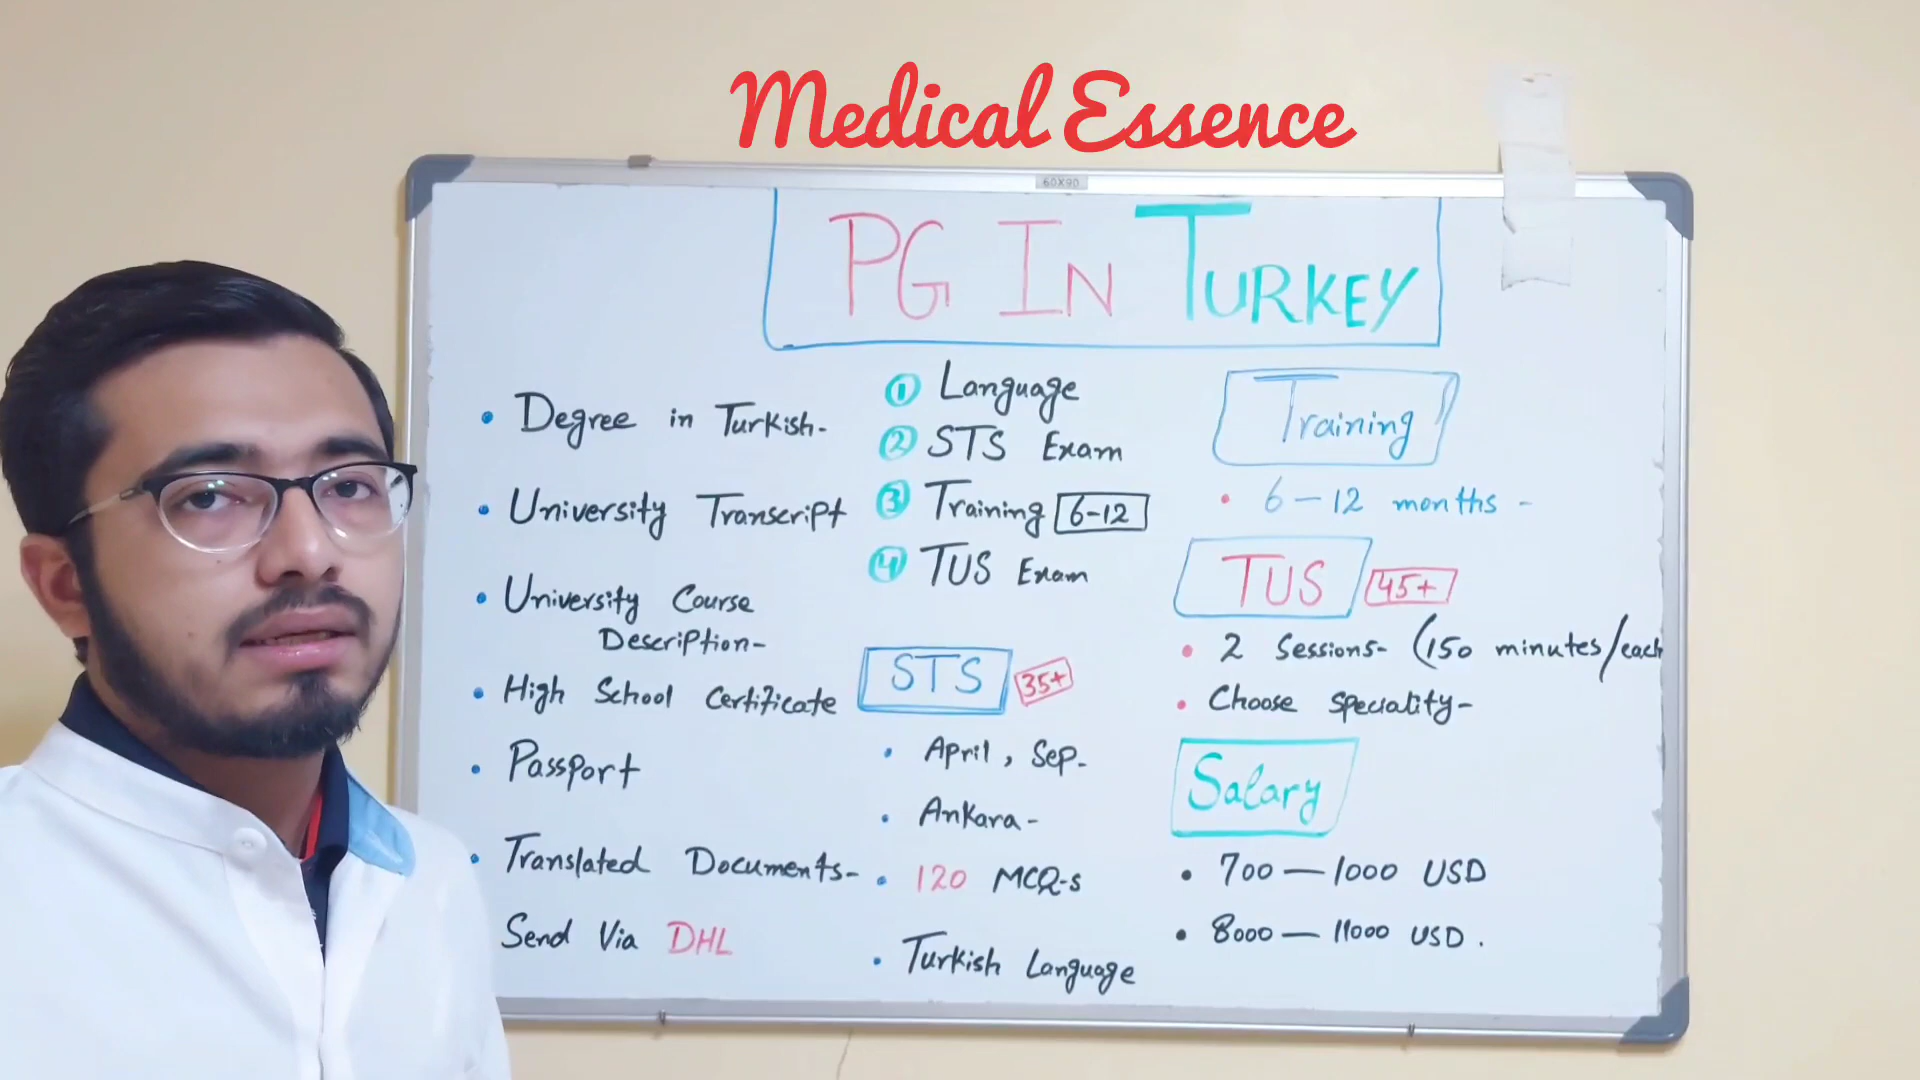 Medical Essence
60X90
PG In Turkey
• Degree in Turkish-
• University Transcript
• University Course
Description-
• High School Certificate
• Passport
• Translated Documents-
Send Via DHL
1 Language
2 STS Exam
3 Training 6-12
4 TUS Exam
STS 35+
• April, Sep-
• Ankara-
• 120 MCQ-s
• Turkish Language
Training
• 6-12 months-
TUS 45+
• 2 Sessions- (150 minutes/each
• Choose speciality-
Salary
• 700 — 1000 USD
• 8000 — 11000 USD.